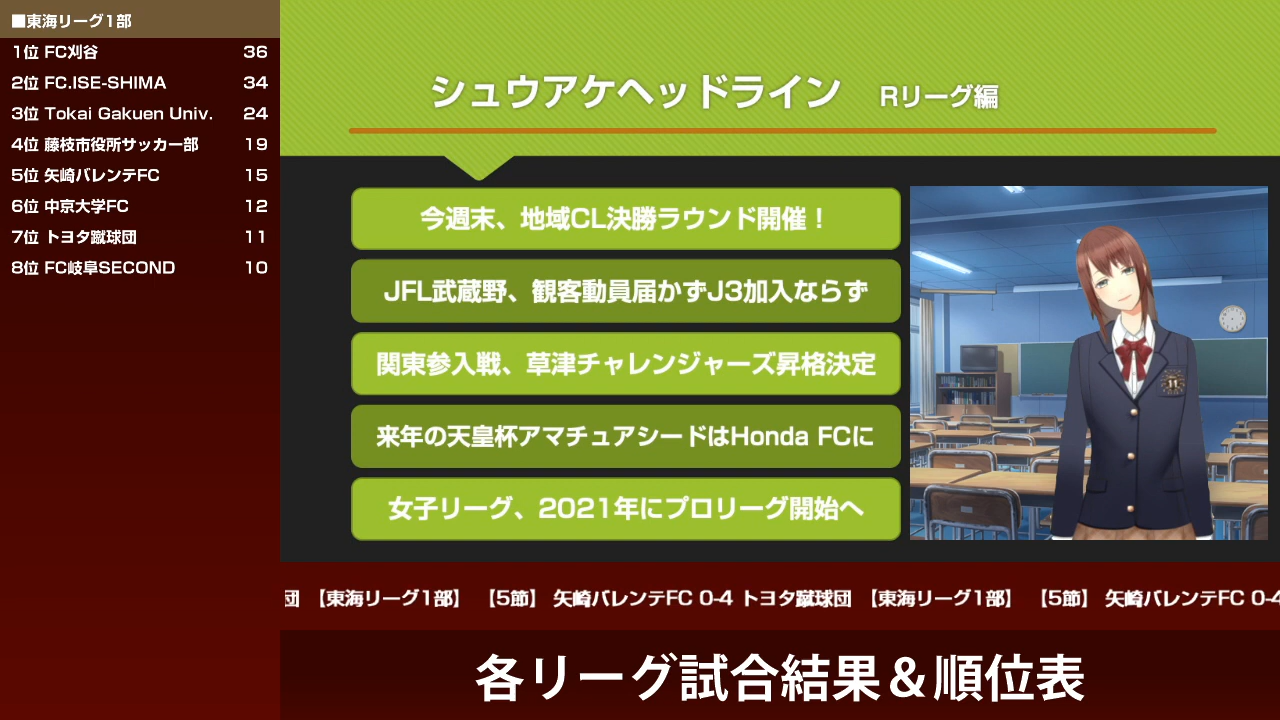 ■東海リーグ1部
1位 FC刈谷 36
2位 FC.ISE-SHIMA 34
3位 Tokai Gakuen Univ. 24
4位 藤枝市役所サッカー部 19
5位 矢崎バレンテFC 15
6位 中京大学FC 12
7位 トヨタ蹴球団 11
8位 FC岐阜SECOND 10
シュウアケヘッドライン Rリーグ編
今週末、地域CL決勝ラウンド開催！
JFL武蔵野、観客動員届かずJ3加入ならず
関東参入戦、草津チャレンジャーズ昇格決定
来年の天皇杯アマチュアシードはHonda FCに
女子リーグ、2021年にプロリーグ開始へ
団 【東海リーグ1部】 【5節】 矢崎バレンテFC 0-4 トヨタ蹴球団 【東海リーグ1部】 【5節】 矢崎バレンテFC 0-4
各リーグ試合結果＆順位表